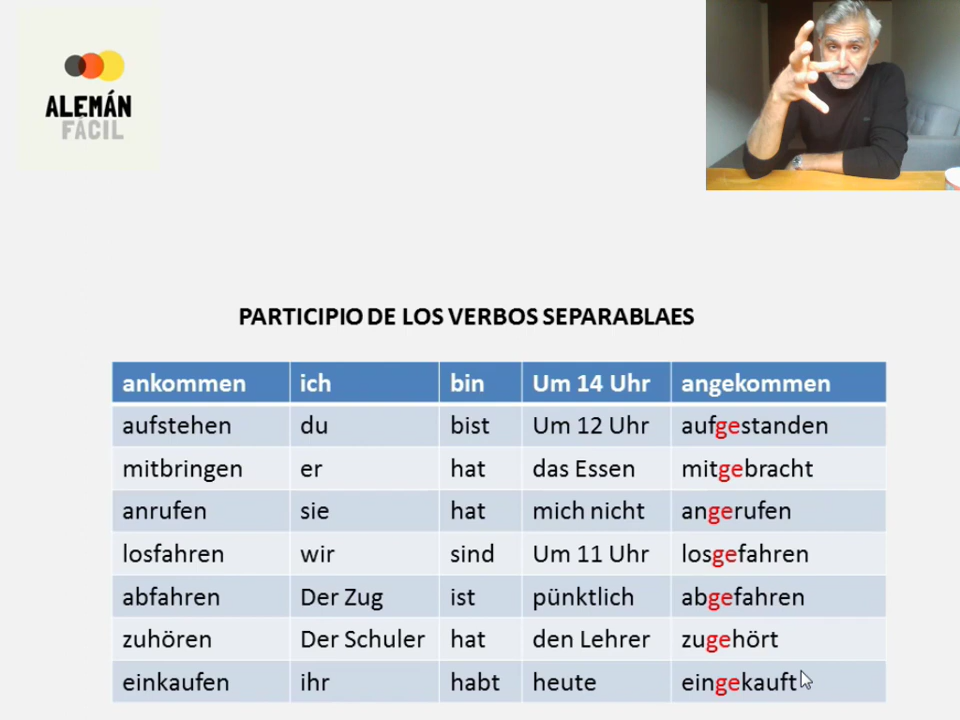 ALEMÁN
FÁCIL
PARTICIPIO DE LOS VERBOS SEPARABLAES
ankommen ich bin Um 14 Uhr angekommen
aufstehen du bist Um 12 Uhr aufgestanden
mitbringen er hat das Essen mitgebracht
anrufen sie hat mich nicht angerufen
losfahren wir sind Um 11 Uhr losgefahren
abfahren Der Zug ist pünktlich abgefahren
zuhören Der Schuler hat den Lehrer zugehört
einkaufen ihr habt heute eingekauft